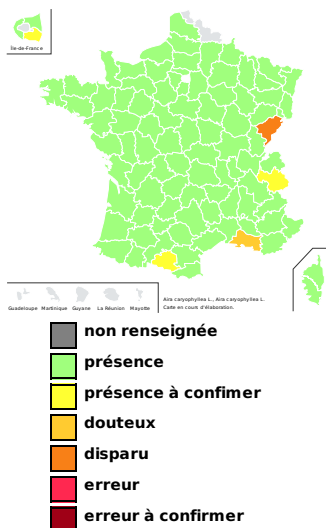 Île-de-France
Aira caryophyllea L., Aira caryophyllea L.
Carte en cours d'élaboration.
Guadeloupe Martinique Guyane La Réunion Mayotte
non renseignée
présence
présence à confimer
douteux
disparu
erreur
erreur à confirmer